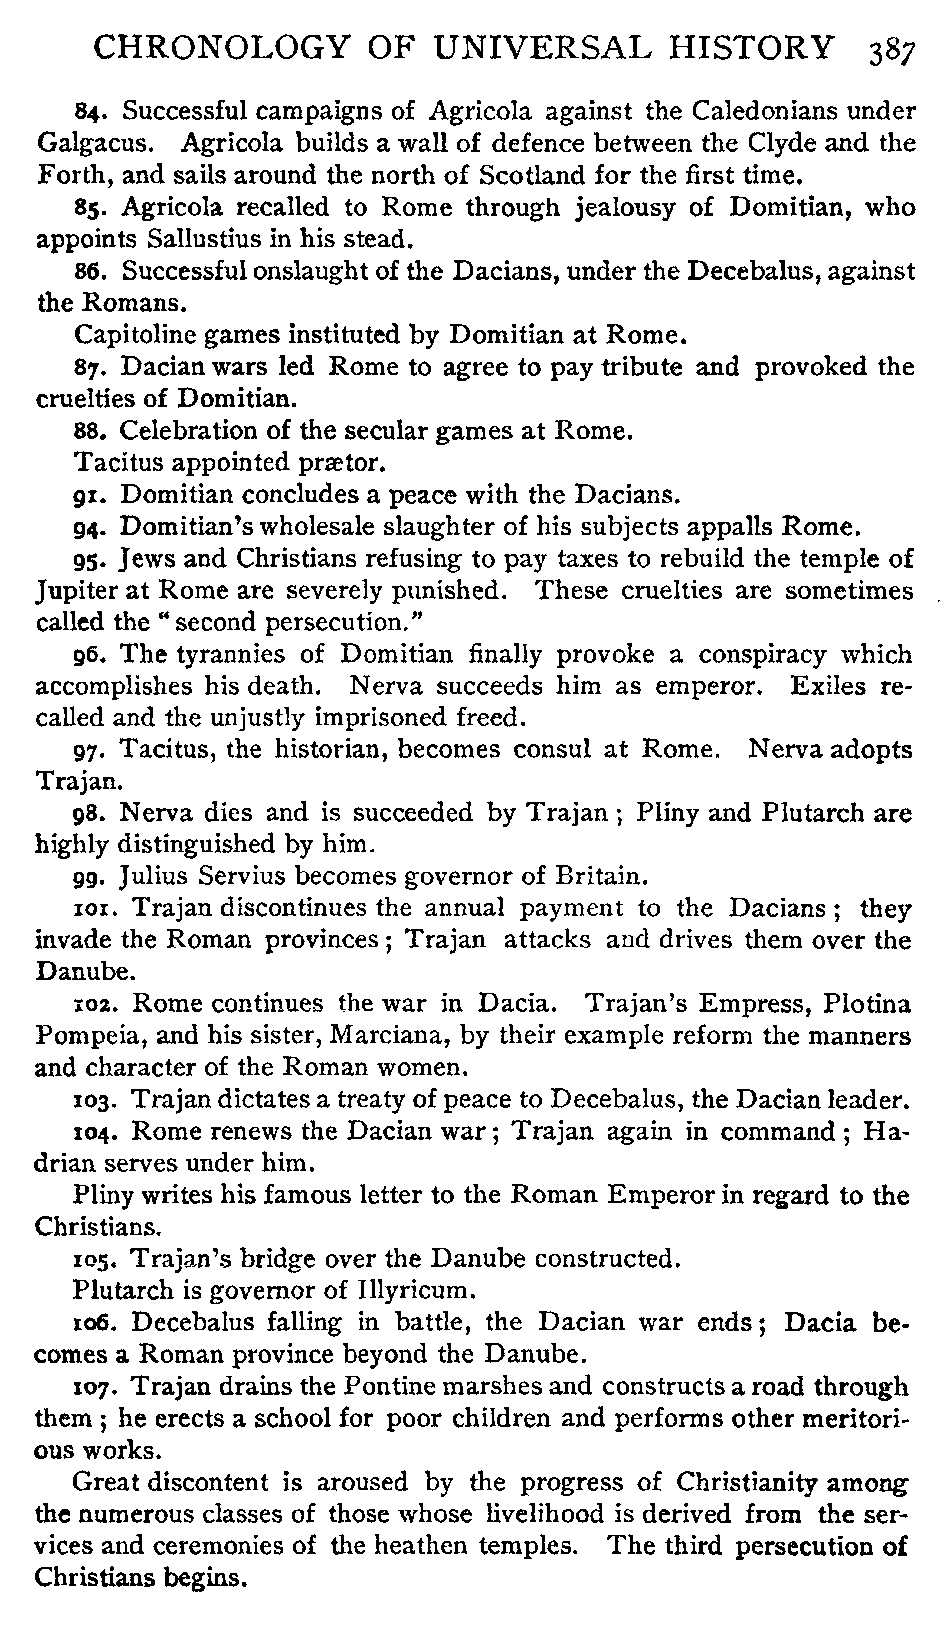 CHRONOLOGY OF UNIVERSAL HISTORY 387
84. Successful campaigns of Agricola against the Caledonians under
Galgacus. Agricola builds a wall of defence between the Clyde and the
Forth, and sails around the north of Scotland for the first time.
85. Agricola recalled to Rome through jealousy of Domitian, who
appoints Sallustius in his stead.
86. Successful onslaught of the Dacians, under the Decebalus, against
the Romans.
Capitoline games instituted by Domitian at Rome.
87. Dacian wars led Rome to agree to pay tribute and provoked the
cruelties of Domitian.
88. Celebration of the secular games at Rome.
Tacitus appointed prætor.
91. Domitian concludes a peace with the Dacians.
94. Domitian's wholesale slaughter of his subjects appalls Rome.
95. Jews and Christians refusing to pay taxes to rebuild the temple of
Jupiter at Rome are severely punished. These cruelties are sometimes
called the "second persecution."
96. The tyrannies of Domitian finally provoke a conspiracy which
accomplishes his death. Nerva succeeds him as emperor. Exiles re-
called and the unjustly imprisoned freed.
97. Tacitus, the historian, becomes consul at Rome. Nerva adopts
Trajan.
98. Nerva dies and is succeeded by Trajan; Pliny and Plutarch are
highly distinguished by him.
99. Julius Servius becomes governor of Britain.
101. Trajan discontinues the annual payment to the Dacians; they
invade the Roman provinces; Trajan attacks and drives them over the
Danube.
102. Rome continues the war in Dacia. Trajan's Empress, Plotina
Pompeia, and his sister, Marciana, by their example reform the manners
and character of the Roman women.
103. Trajan dictates a treaty of peace to Decebalus, the Dacian leader.
104. Rome renews the Dacian war; Trajan again in command; Ha-
drian serves under him.
Pliny writes his famous letter to the Roman Emperor in regard to the
Christians.
105. Trajan's bridge over the Danube constructed.
Plutarch is governor of Illyricum.
106. Decebalus falling in battle, the Dacian war ends; Dacia be-
comes a Roman province beyond the Danube.
107. Trajan drains the Pontine marshes and constructs a road through
them; he erects a school for poor children and performs other meritori-
ous works.
Great discontent is aroused by the progress of Christianity among
the numerous classes of those whose livelihood is derived from the ser-
vices and ceremonies of the heathen temples. The third persecution of
Christians begins.